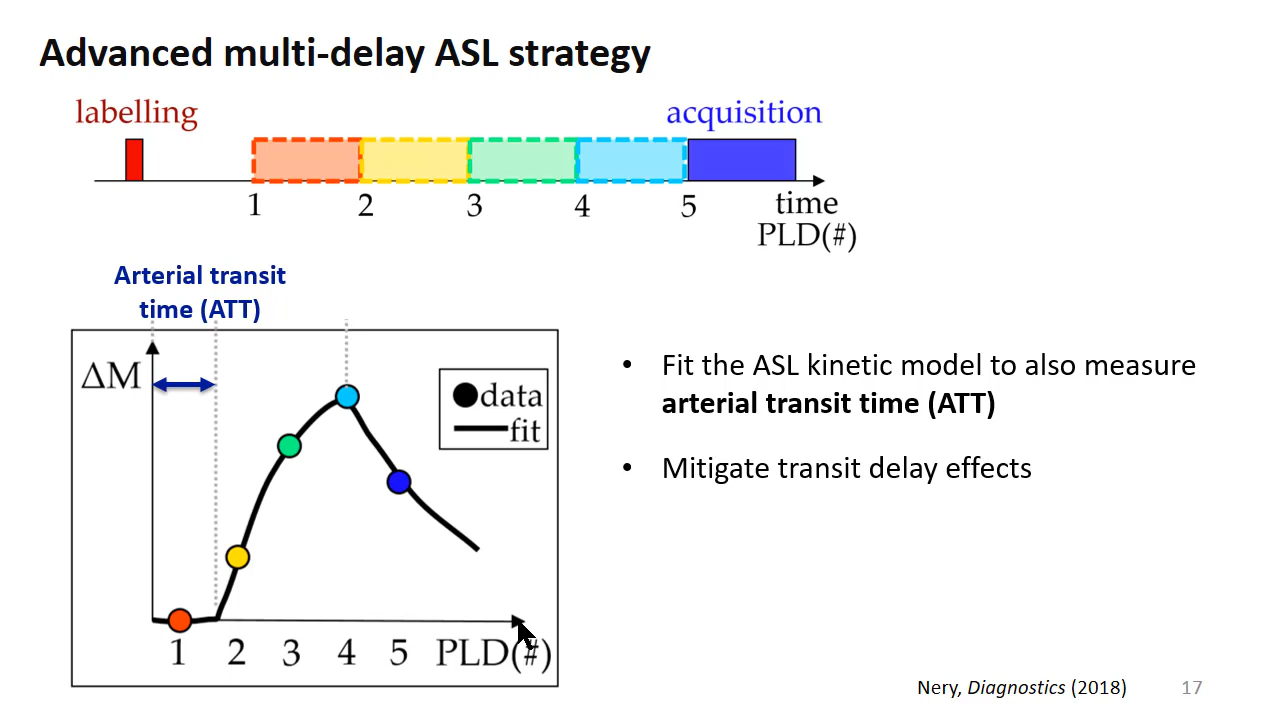 Advanced multi-delay ASL strategy
labelling
acquisition
1 2 3 4 5 time
PLD(#)
Arterial transit
time (ATT)
ΔM
data
fit
1 2 3 4 5 PLD(#)
• Fit the ASL kinetic model to also measure
arterial transit time (ATT)
• Mitigate transit delay effects
Nery, Diagnostics (2018)
17